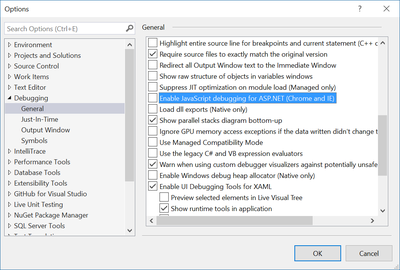 Options
Search Options (Ctrl+E)
Environment
Projects and Solutions
Source Control
Work Items
Text Editor
Debugging
General
Just-In-Time
Output Window
Symbols
IntelliTrace
Performance Tools
Database Tools
Extensibility Tools
GitHub for Visual Studio
Live Unit Testing
NuGet Package Manager
SQL Server Tools
General
Highlight entire source line for breakpoints and current statement (C++ o
Require source files to exactly match the original version
Redirect all Output Window text to the Immediate Window
Show raw structure of objects in variables windows
Suppress JIT optimization on module load (Managed only)
Enable JavaScript debugging for ASP.NET (Chrome and IE)
Load dll exports (Native only)
Show parallel stacks diagram bottom-up
Ignore GPU memory access exceptions if the data written didn't change t
Use Managed Compatibility Mode
Use the legacy C# and VB expression evaluators
Warn when using custom debugger visualizers against potentially unsafe
Enable Windows debug heap allocator (Native only)
Enable UI Debugging Tools for XAML
Preview selected elements in Live Visual Tree
Show runtime tools in application
OK
Cancel